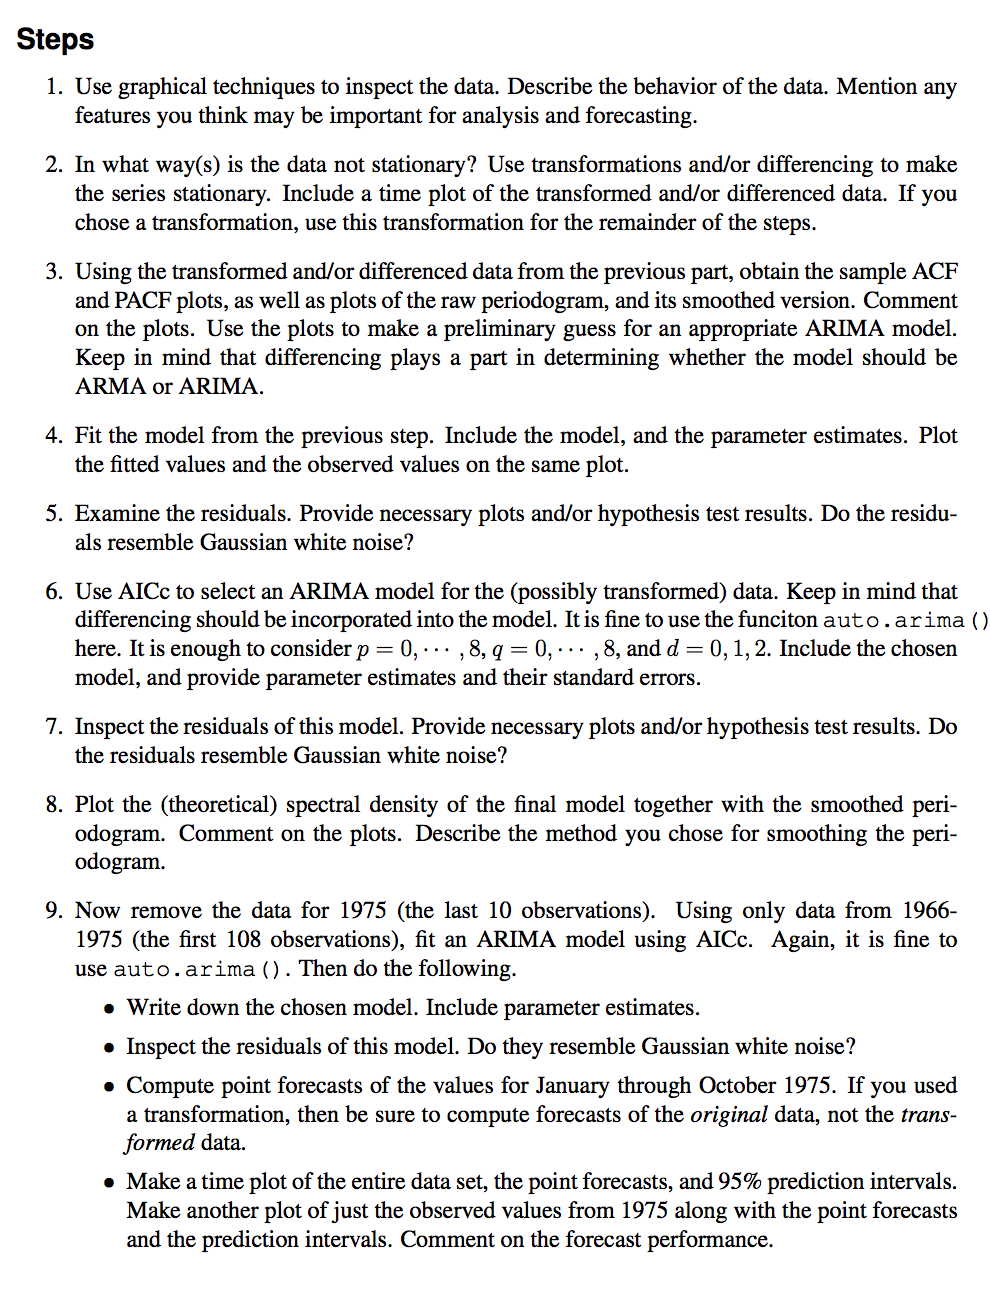 Steps
1. Use graphical techniques to inspect the data. Describe the behavior of the data. Mention any
features you think may be important for analysis and forecasting.
2. In what way(s) is the data not stationary? Use transformations and/or differencing to make
the series stationary. Include a time plot of the transformed and/or differenced data. If you
chose a transformation, use this transformation for the remainder of the steps.
3. Using the transformed and/or differenced data from the previous part, obtain the sample ACF
and PACF plots, as well as plots of the raw periodogram, and its smoothed version. Comment
on the plots. Use the plots to make a preliminary guess for an appropriate ARIMA model.
Keep in mind that differencing plays a part in determining whether the model should be
ARMA or ARIMA.
4. Fit the model from the previous step. Include the model, and the parameter estimates. Plot
the fitted values and the observed values on the same plot.
5. Examine the residuals. Provide necessary plots and/or hypothesis test results. Do the residu-
als resemble Gaussian white noise?
6. Use AICc to select an ARIMA model for the (possibly transformed) data. Keep in mind that
differencing should be incorporated into the model. It is fine to use the funciton auto.arima()
here. It is enough to consider p = 0, ⋯ , 8, q = 0, ⋯ , 8, and d = 0, 1, 2. Include the chosen
model, and provide parameter estimates and their standard errors.
7. Inspect the residuals of this model. Provide necessary plots and/or hypothesis test results. Do
the residuals resemble Gaussian white noise?
8. Plot the (theoretical) spectral density of the final model together with the smoothed peri-
odogram. Comment on the plots. Describe the method you chose for smoothing the peri-
odogram.
9. Now remove the data for 1975 (the last 10 observations). Using only data from 1966-
1975 (the first 108 observations), fit an ARIMA model using AICc. Again, it is fine to
use auto.arima(). Then do the following.
• Write down the chosen model. Include parameter estimates.
• Inspect the residuals of this model. Do they resemble Gaussian white noise?
• Compute point forecasts of the values for January through October 1975. If you used
a transformation, then be sure to compute forecasts of the original data, not the trans-
formed data.
• Make a time plot of the entire data set, the point forecasts, and 95% prediction intervals.
Make another plot of just the observed values from 1975 along with the point forecasts
and the prediction intervals. Comment on the forecast performance.